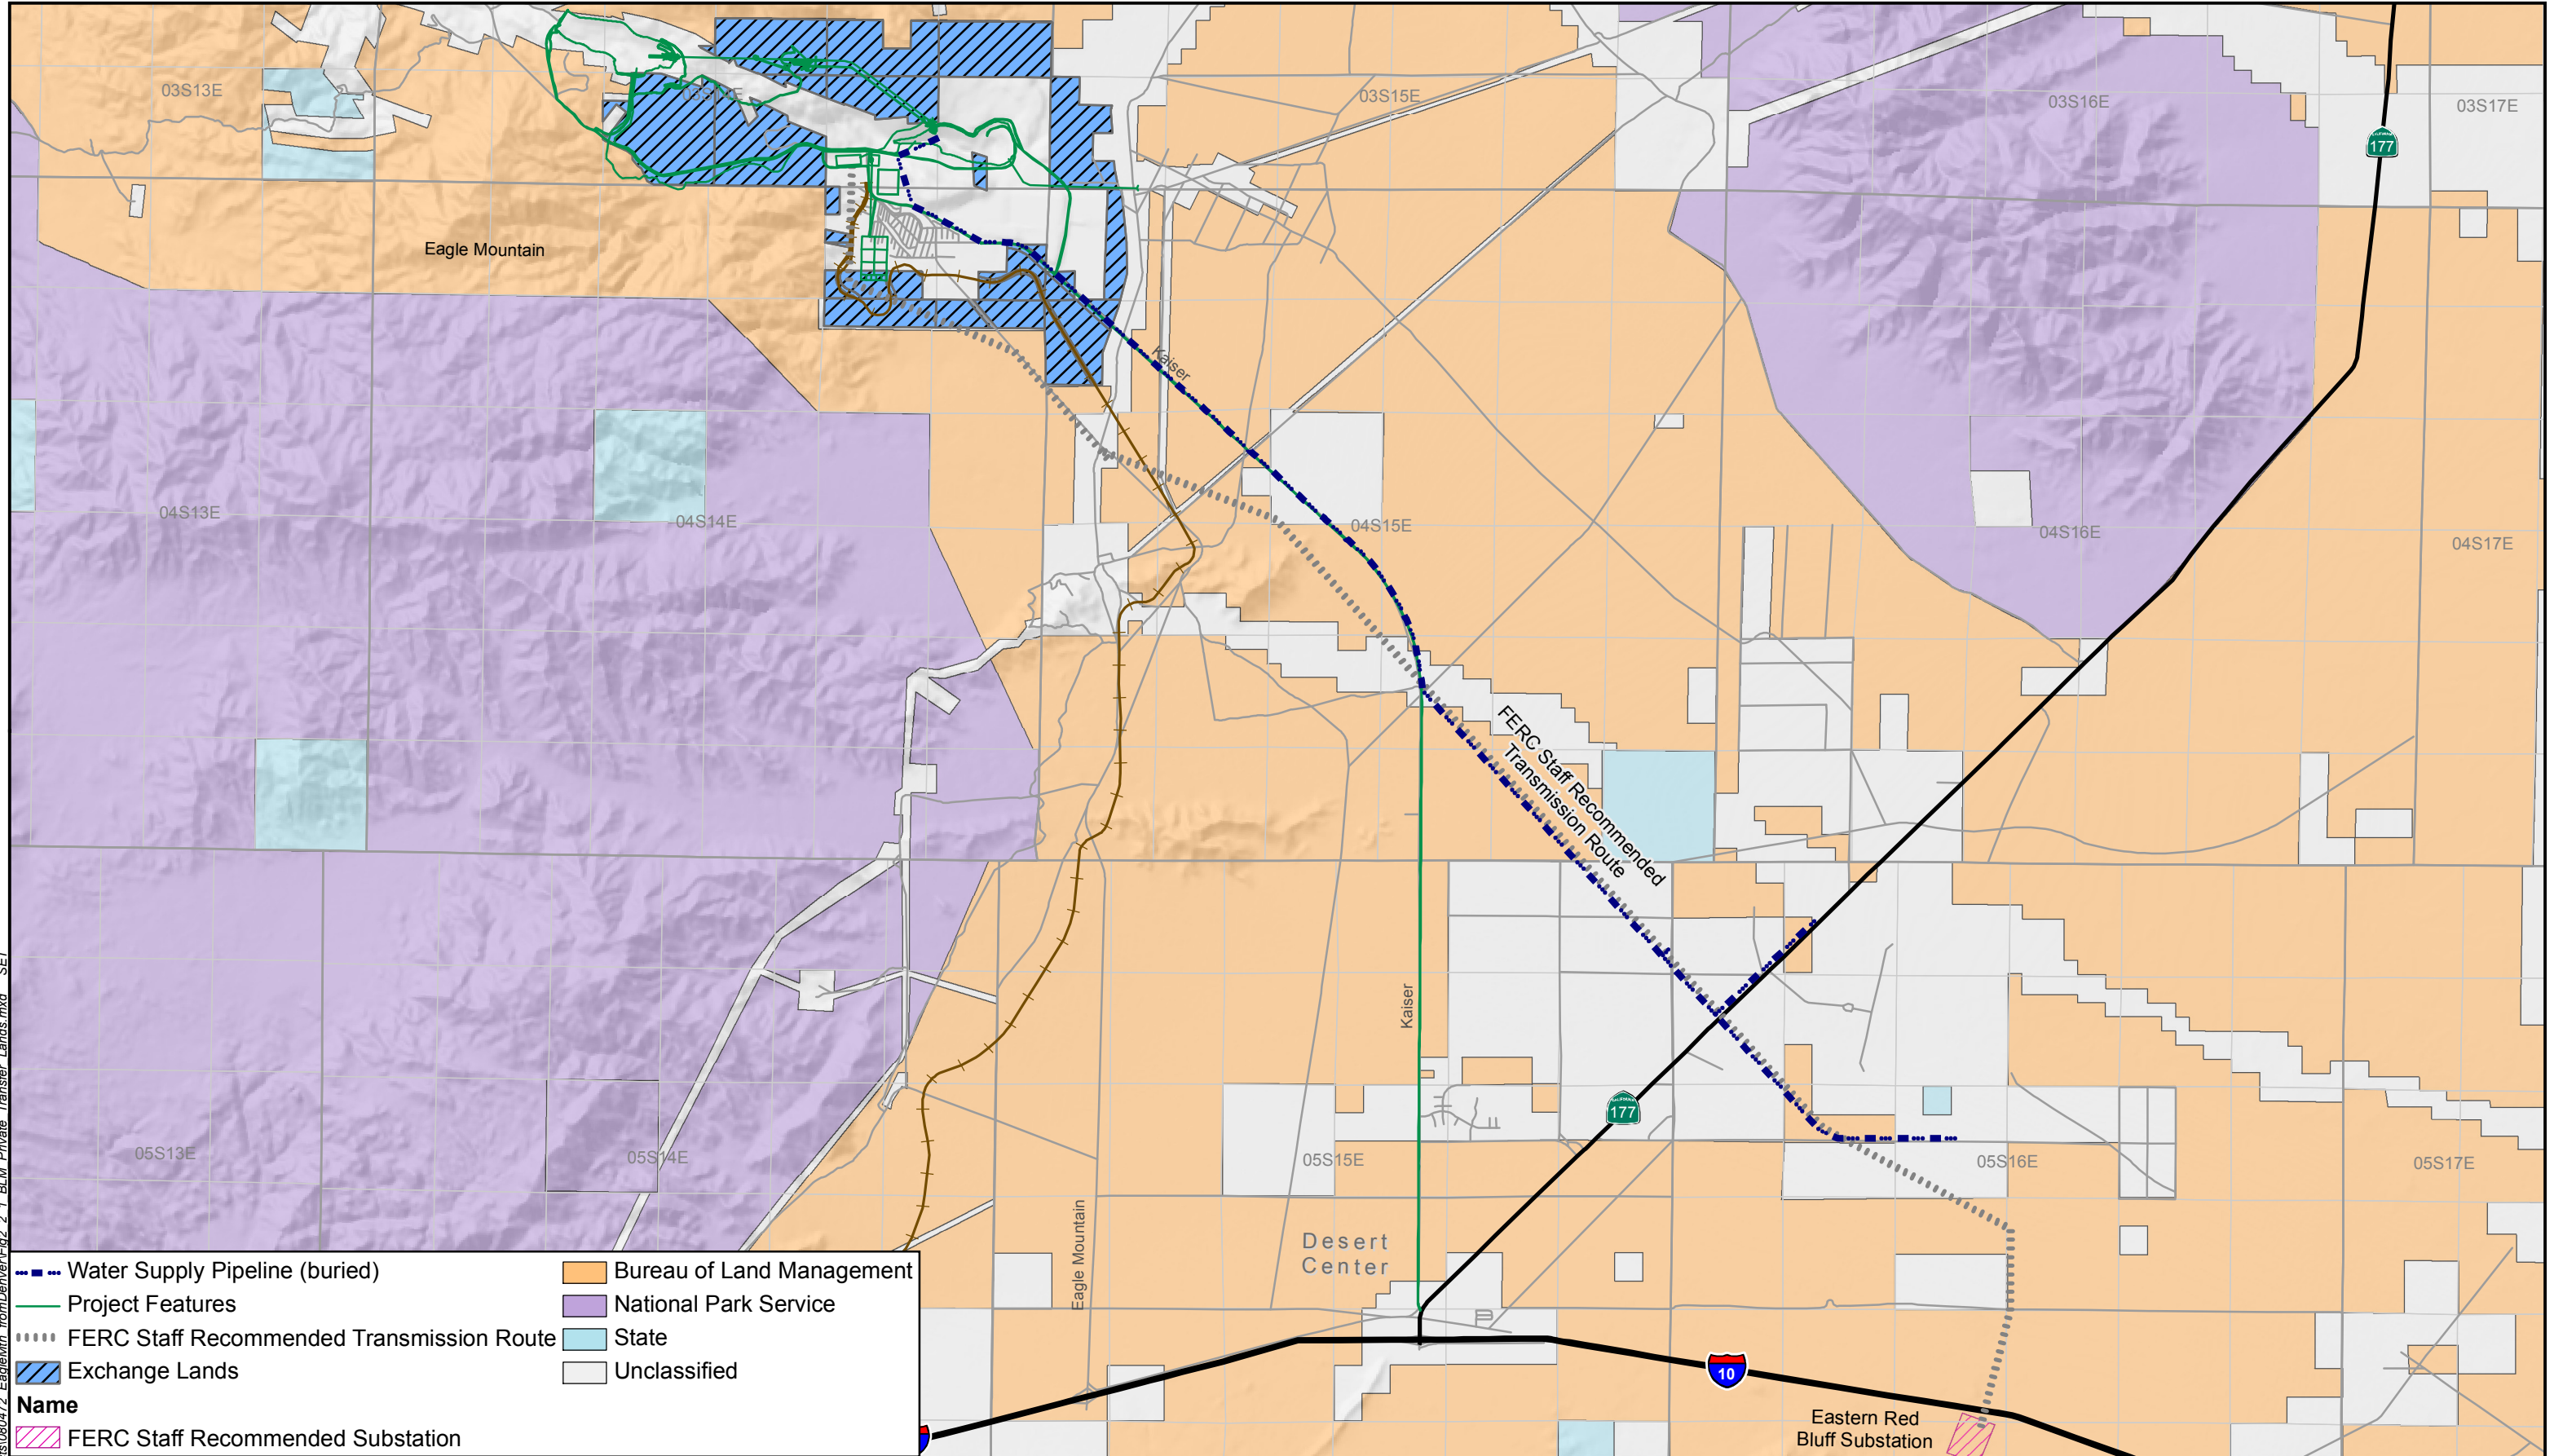 03S13E
03S15E
03S16E
03S17E
177
Eagle Mountain
Kaiser
04S13E
04S14E
04S15E
04S16E
04S17E
FERC Staff Recommended
Transmission Route
Kaiser
177
05S13E
05S14E
05S15E
05S16E
05S17E
Eagle Mountain
Desert
Center
10
Eastern Red
Bluff Substation
Water Supply Pipeline (buried)
Project Features
FERC Staff Recommended Transmission Route
Exchange Lands
Name
FERC Staff Recommended Substation
Bureau of Land Management
National Park Service
State
Unclassified